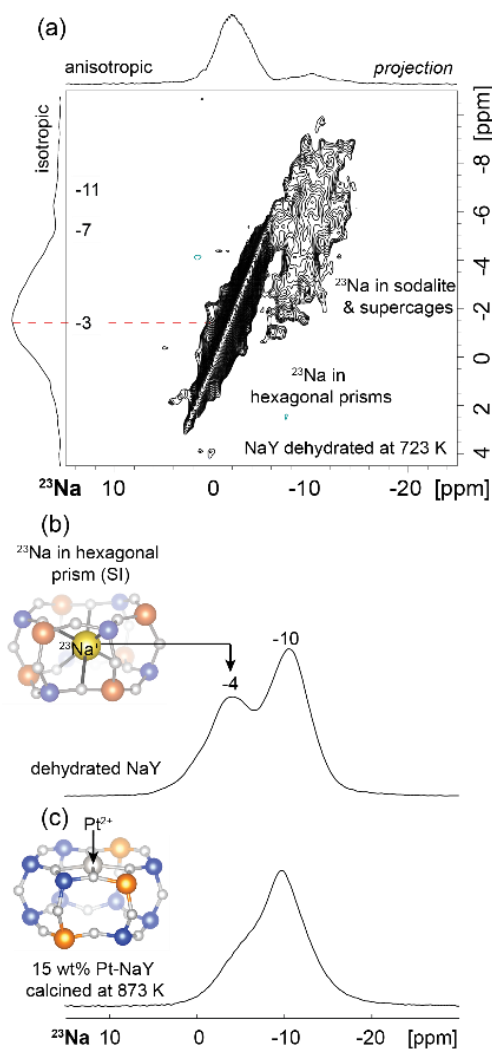 (a)
anisotropic
projection
[ppm]
isotropic
-11
-7
-3
-8
-6
-4
-2
0
2
4
²³Na in sodalite
& supercages
²³Na in
hexagonal prisms
NaY dehydrated at 723 K
²³Na 10 0 -10 -20 [ppm]
(b)
²³Na in hexagonal
prism (SI)
²³Na⁺
-4
-10
dehydrated NaY
(c)
Pt²⁺
15 wt% Pt-NaY
calcined at 873 K
²³Na 10 0 -10 -20 [ppm]